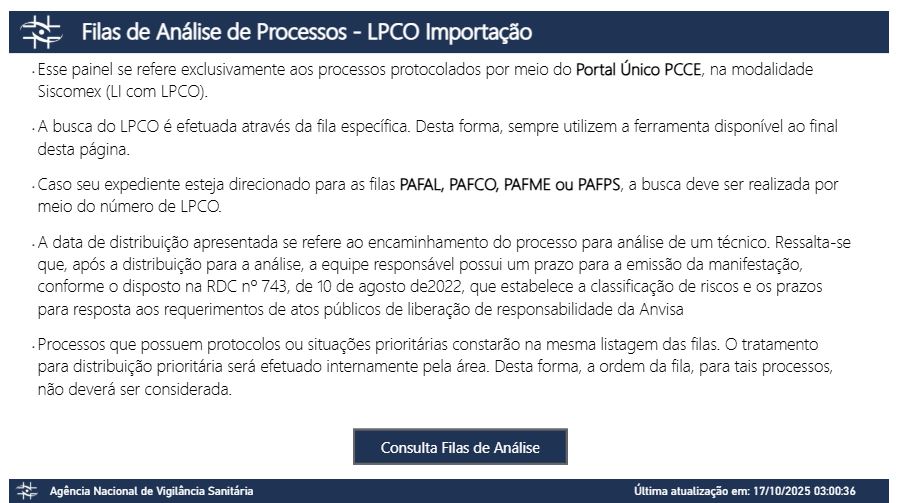 Filas de Análise de Processos - LPCO Importação
· Esse painel se refere exclusivamente aos processos protocolados por meio do Portal Único PCCE, na modalidade
Siscomex (LI com LPCO).
· A busca do LPCO é efetuada através da fila específica. Desta forma, sempre utilizem a ferramenta disponível ao final
desta página.
· Caso seu expediente esteja direcionado para as filas PAFAL, PAFCO, PAFME ou PAFPS, a busca deve ser realizada por
meio do número de LPCO.
· A data de distribuição apresentada se refere ao encaminhamento do processo para análise de um técnico. Ressalta-se
que, após a distribuição para a análise, a equipe responsável possui um prazo para a emissão da manifestação,
conforme o disposto na RDC nº 743, de 10 de agosto de2022, que estabelece a classificação de riscos e os prazos
para resposta aos requerimentos de atos públicos de liberação de responsabilidade da Anvisa
· Processos que possuem protocolos ou situações prioritárias constarão na mesma listagem das filas. O tratamento
para distribuição prioritária será efetuado internamente pela área. Desta forma, a ordem da fila, para tais processos,
não deverá ser considerada.
Consulta Filas de Análise
Agência Nacional de Vigilância Sanitária
Última atualização em: 17/10/2025 03:00:36